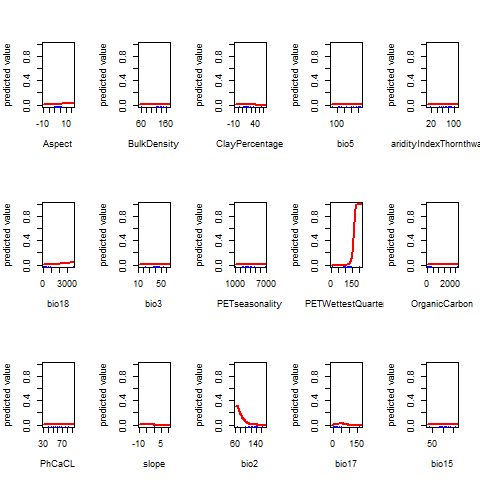 predicted value predicted value predicted value predicted value predicted value
0.0 0.4 0.8 0.0 0.4 0.8 0.0 0.4 0.8 0.0 0.4 0.8 0.0 0.4 0.8
-10 10 60 160 -10 40 100 20 100
Aspect BulkDensity ClayPercentage bio5 aridityIndexThornthwa
predicted value predicted value predicted value predicted value predicted value
0.0 0.4 0.8 0.0 0.4 0.8 0.0 0.4 0.8 0.0 0.4 0.8 0.0 0.4 0.8
0 3000 10 50 1000 7000 0 150 0 2000
bio18 bio3 PETseasonality PETWettestQuarte OrganicCarbon
predicted value predicted value predicted value predicted value predicted value
0.0 0.4 0.8 0.0 0.4 0.8 0.0 0.4 0.8 0.0 0.4 0.8 0.0 0.4 0.8
30 70 -10 5 60 140 0 150 50
PhCaCL slope bio2 bio17 bio15